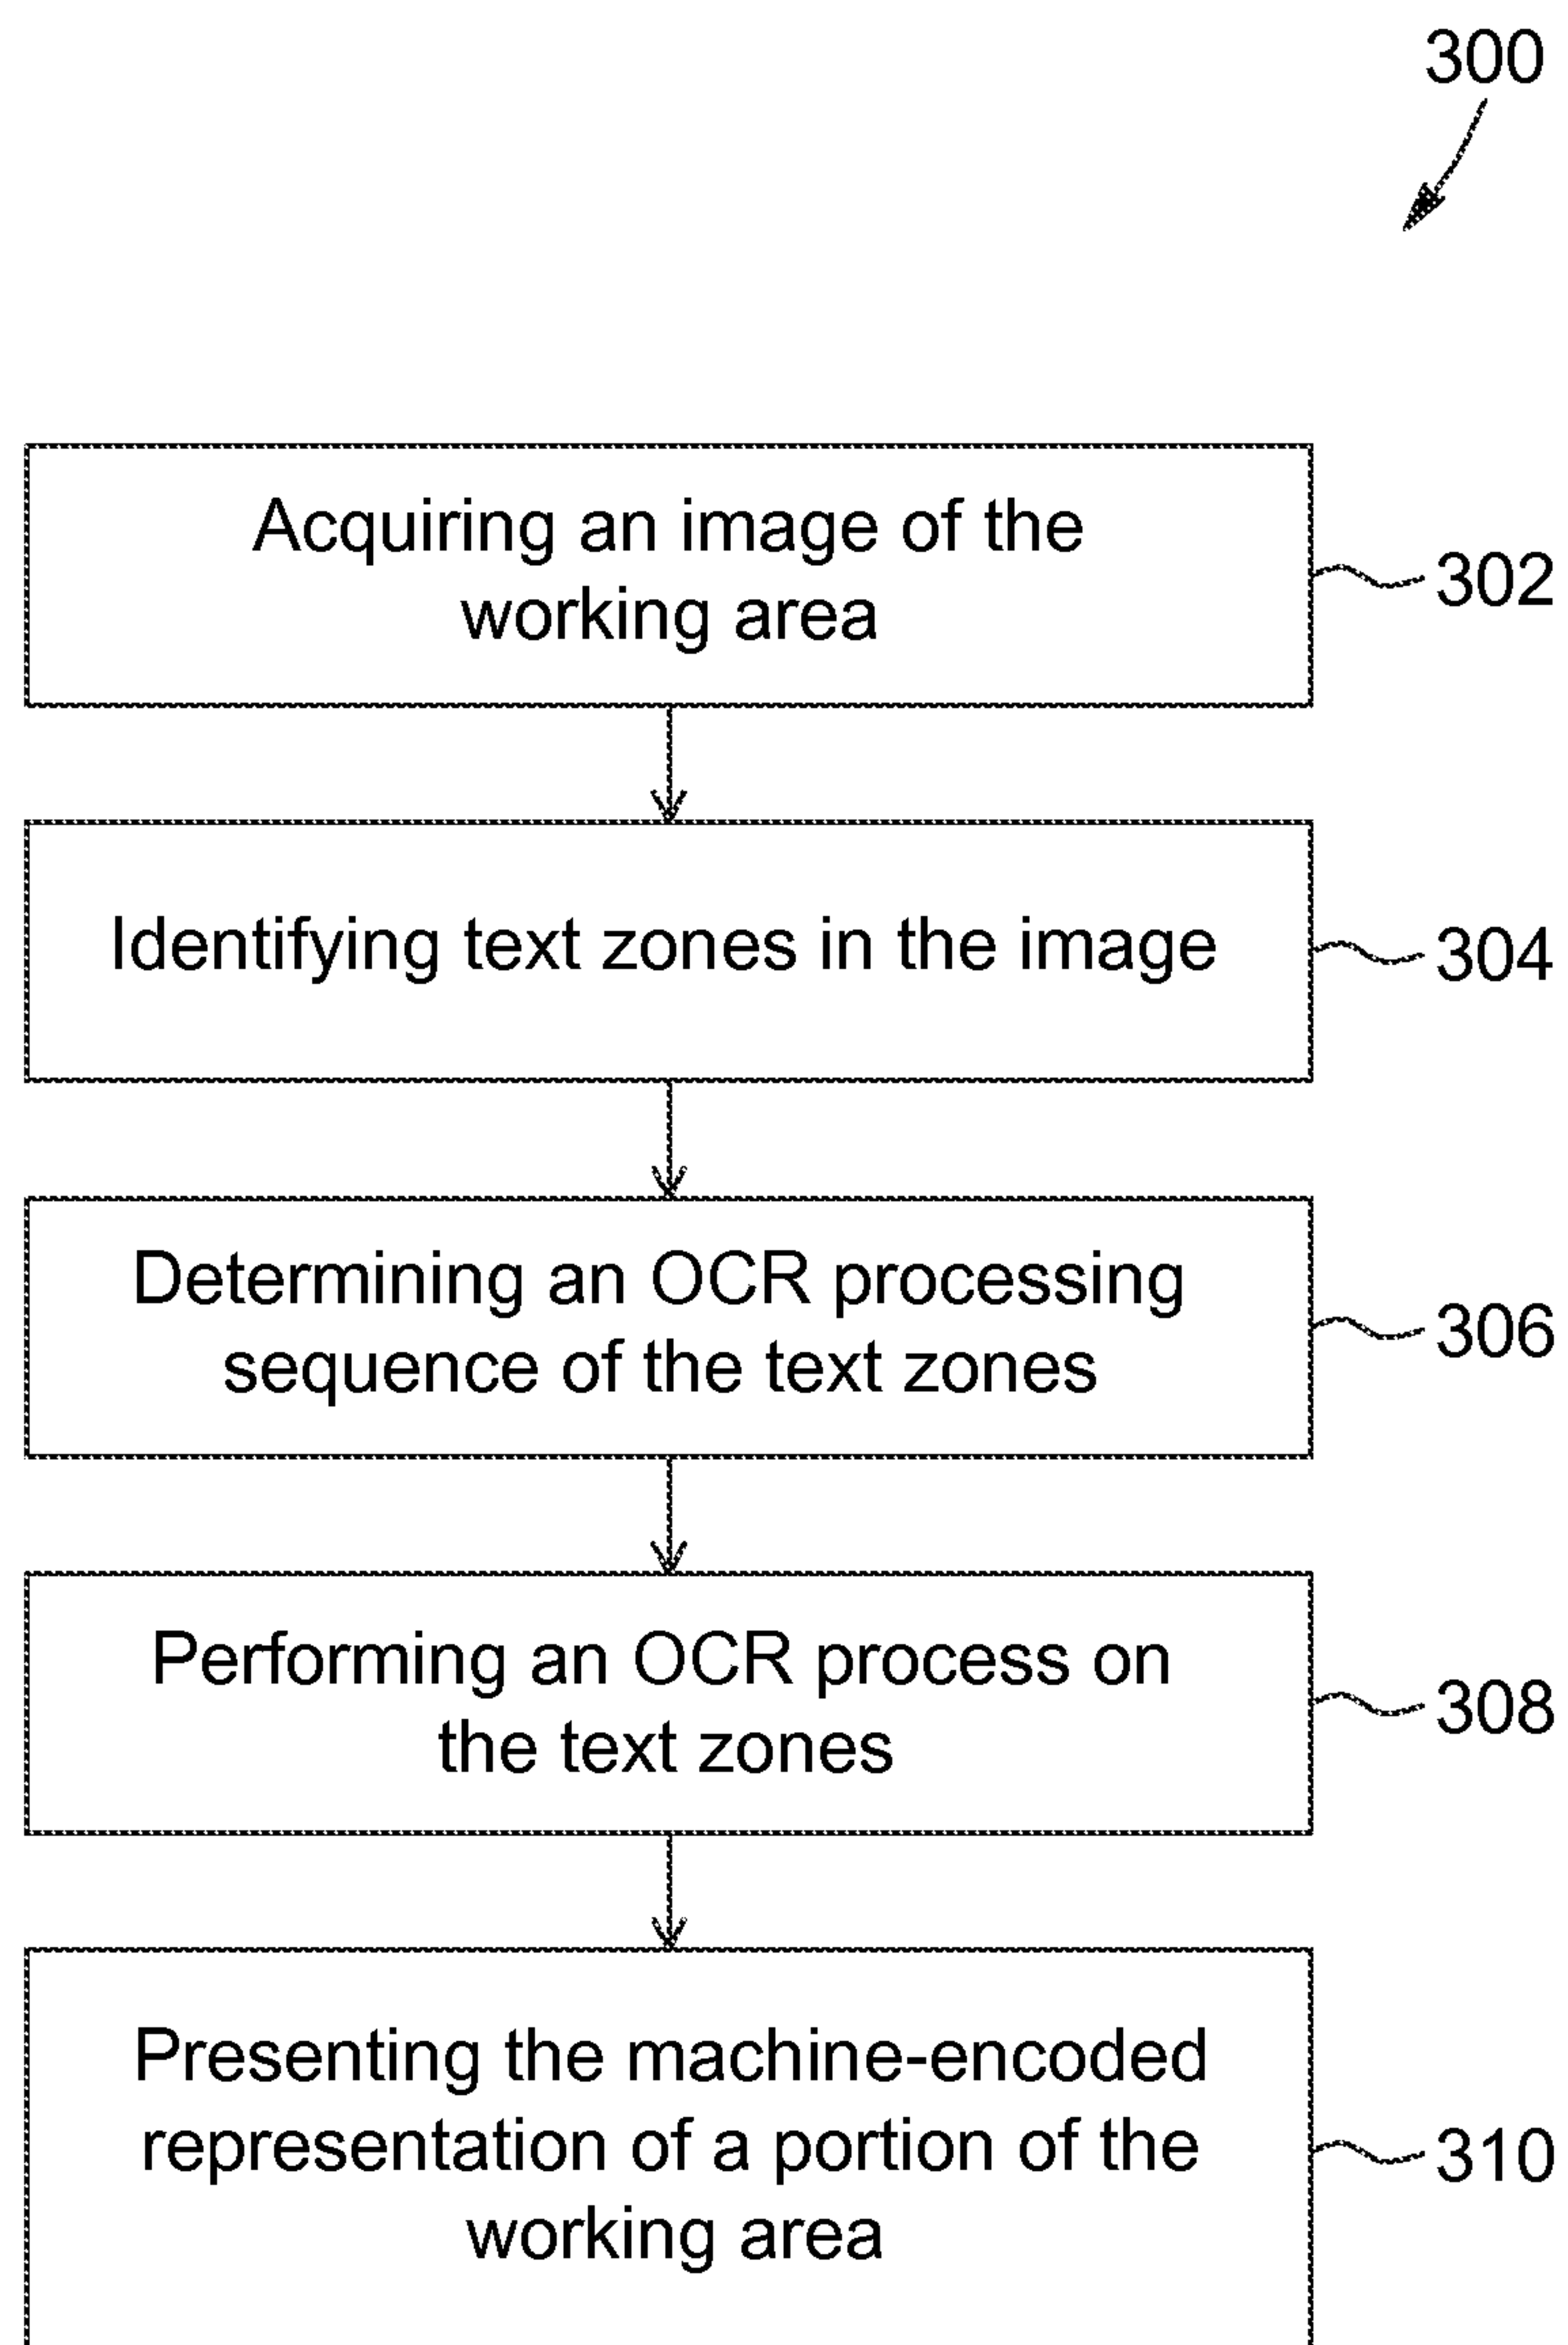 300
Acquiring an image of the
working area
302
Identifying text zones in the image
304
Determining an OCR processing
sequence of the text zones
306
Performing an OCR process on
the text zones
308
Presenting the machine-encoded
representation of a portion of the
working area
310